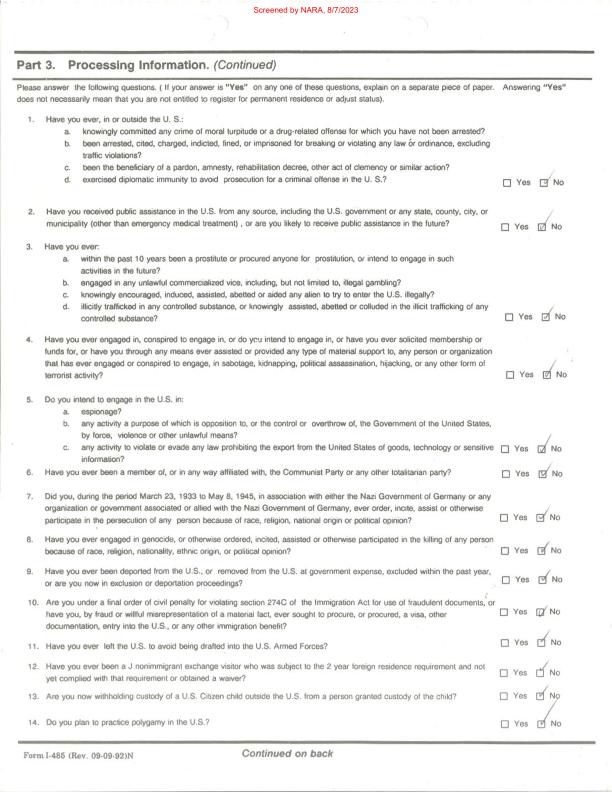 Screened by NARA, 8/7/2023
Part 3. Processing Information. (Continued)
Please answer the following questions. ( If your answer is "Yes" on any one of these questions, explain on a separate piece of paper. Answering "Yes"
does not necessarily mean that you are not entitled to register for permanent residence or adjust status).
1. Have you ever, in or outside the U. S.:
a. knowingly committed any crime of moral turpitude or a drug-related offense for which you have not been arrested?
b. been arrested, cited, charged, indicted, fined, or imprisoned for breaking or violating any law or ordinance, excluding
traffic violations?
c. been the beneficiary of a pardon, amnesty, rehabilitation decree, other act of clemency or similar action?
d. exercised diplomatic immunity to avoid prosecution for a criminal offense in the U. S.? ☐ Yes ☑ No
2. Have you received public assistance in the U.S. from any source, including the U.S. government or any state, county, city, or
municipality (other than emergency medical treatment) , or are you likely to receive public assistance in the future? ☐ Yes ☑ No
3. Have you ever:
a. within the past 10 years been a prostitute or procured anyone for prostitution, or intend to engage in such
activities in the future?
b. engaged in any unlawful commercialized vice, including, but not limited to, illegal gambling?
c. knowingly encouraged, induced, assisted, abetted or aided any alien to try to enter the U.S. illegally?
d. illicitly trafficked in any controlled substance, or knowingly assisted, abetted or colluded in the illicit trafficking of any
controlled substance? ☐ Yes ☑ No
4. Have you ever engaged in, conspired to engage in, or do you intend to engage in, or have you ever solicited membership or
funds for, or have you through any means ever assisted or provided any type of material support to, any person or organization
that has ever engaged or conspired to engage, in sabotage, kidnapping, political assassination, hijacking, or any other form of
terrorist activity? ☐ Yes ☑ No
5. Do you intend to engage in the U.S. in:
a. espionage?
b. any activity a purpose of which is opposition to, or the control or overthrow of, the Government of the United States,
by force, violence or other unlawful means?
c. any activity to violate or evade any law prohibiting the export from the United States of goods, technology or sensitive ☐ Yes ☑ No
information?
6. Have you ever been a member of, or in any way affiliated with, the Communist Party or any other totalitarian party? ☐ Yes ☑ No
7. Did you, during the period March 23, 1933 to May 8, 1945, in association with either the Nazi Government of Germany or any
organization or government associated or allied with the Nazi Government of Germany, ever order, incite, assist or otherwise
participate in the persecution of any person because of race, religion, national origin or political opinion? ☐ Yes ☑ No
8. Have you ever engaged in genocide, or otherwise ordered, incited, assisted or otherwise participated in the killing of any person
because of race, religion, nationality, ethnic origin, or political opinion? ☐ Yes ☑ No
9. Have you ever been deported from the U.S., or removed from the U.S. at government expense, excluded within the past year,
or are you now in exclusion or deportation proceedings? ☐ Yes ☑ No
10. Are you under a final order of civil penalty for violating section 274C of the Immigration Act for use of fraudulent documents, or
have you, by fraud or willful misrepresentation of a material fact, ever sought to procure, or procured, a visa, other ☐ Yes ☑ No
documentation, entry into the U.S., or any other immigration benefit?
11. Have you ever left the U.S. to avoid being drafted into the U.S. Armed Forces? ☐ Yes ☑ No
12. Have you ever been a J nonimmigrant exchange visitor who was subject to the 2 year foreign residence requirement and not
yet complied with that requirement or obtained a waiver? ☐ Yes ☑ No
13. Are you now withholding custody of a U.S. Citizen child outside the U.S. from a person granted custody of the child? ☐ Yes ☑ No
14. Do you plan to practice polygamy in the U.S.? ☐ Yes ☑ No
Form I-485 (Rev. 09-09-92)N Continued on back